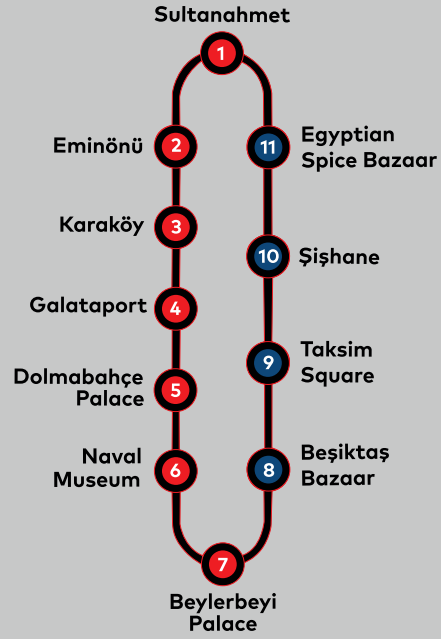 Sultanahmet
1
Eminönü
2
Karaköy
3
Galataport
4
Dolmabahçe
Palace
5
Naval
Museum
6
7
Beylerbeyi
Palace
8
Beşiktaş
Bazaar
9
Taksim
Square
10
Şişhane
11
Egyptian
Spice Bazaar